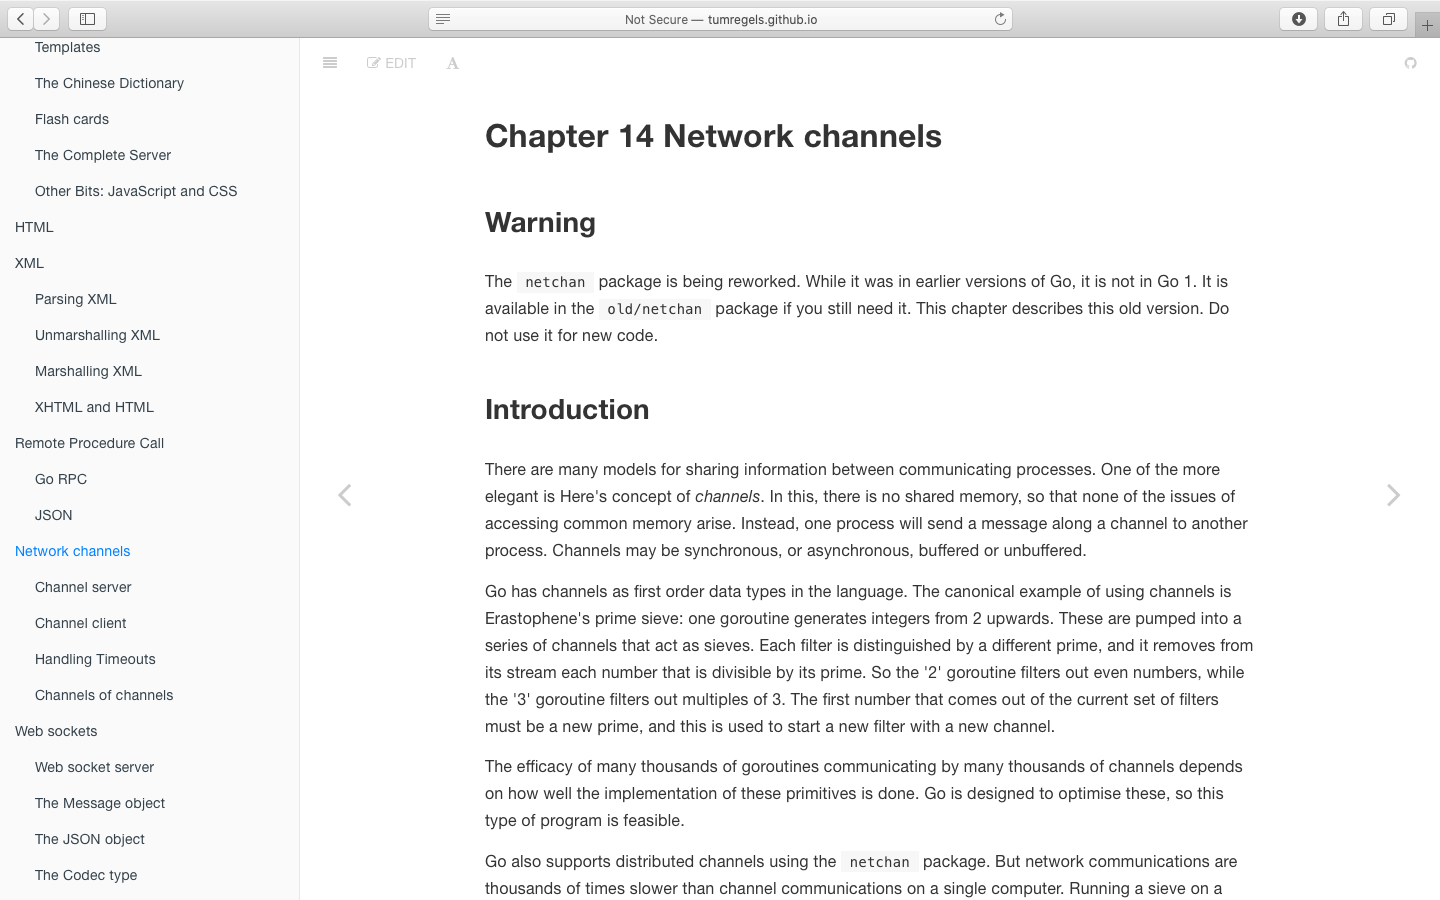 Not Secure — tumregels.github.io
Templates
The Chinese Dictionary
Flash cards
The Complete Server
Other Bits: JavaScript and CSS
HTML
XML
Parsing XML
Unmarshalling XML
Marshalling XML
XHTML and HTML
Remote Procedure Call
Go RPC
JSON
Network channels
Channel server
Channel client
Handling Timeouts
Channels of channels
Web sockets
Web socket server
The Message object
The JSON object
The Codec type
EDIT
A
Chapter 14 Network channels
Warning
The netchan package is being reworked. While it was in earlier versions of Go, it is not in Go 1. It is
available in the old/netchan package if you still need it. This chapter describes this old version. Do
not use it for new code.
Introduction
There are many models for sharing information between communicating processes. One of the more
elegant is Here's concept of channels. In this, there is no shared memory, so that none of the issues of
accessing common memory arise. Instead, one process will send a message along a channel to another
process. Channels may be synchronous, or asynchronous, buffered or unbuffered.
Go has channels as first order data types in the language. The canonical example of using channels is
Erastophene's prime sieve: one goroutine generates integers from 2 upwards. These are pumped into a
series of channels that act as sieves. Each filter is distinguished by a different prime, and it removes from
its stream each number that is divisible by its prime. So the '2' goroutine filters out even numbers, while
the '3' goroutine filters out multiples of 3. The first number that comes out of the current set of filters
must be a new prime, and this is used to start a new filter with a new channel.
The efficacy of many thousands of goroutines communicating by many thousands of channels depends
on how well the implementation of these primitives is done. Go is designed to optimise these, so this
type of program is feasible.
Go also supports distributed channels using the netchan package. But network communications are
thousands of times slower than channel communications on a single computer. Running a sieve on a